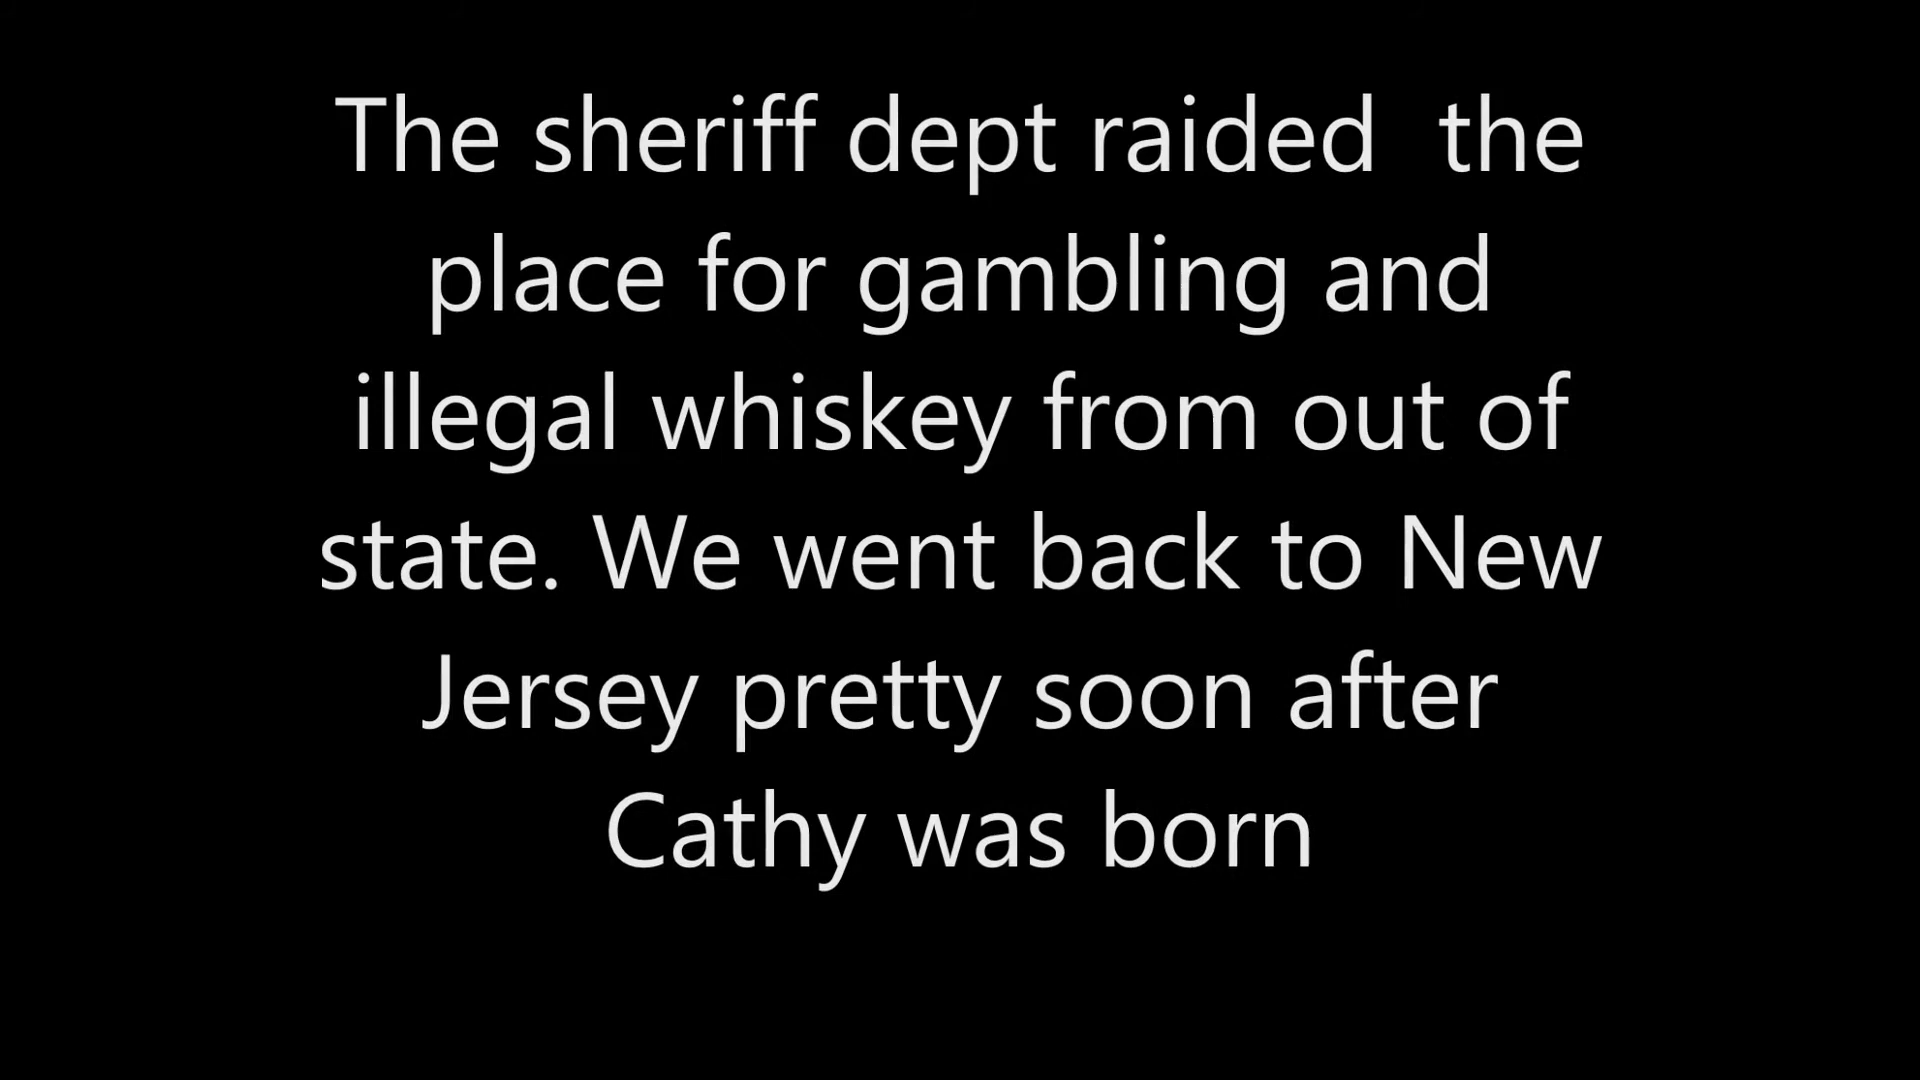 The sheriff dept raided  the
place for gambling and
illegal whiskey from out of
state. We went back to New
Jersey pretty soon after
Cathy was born